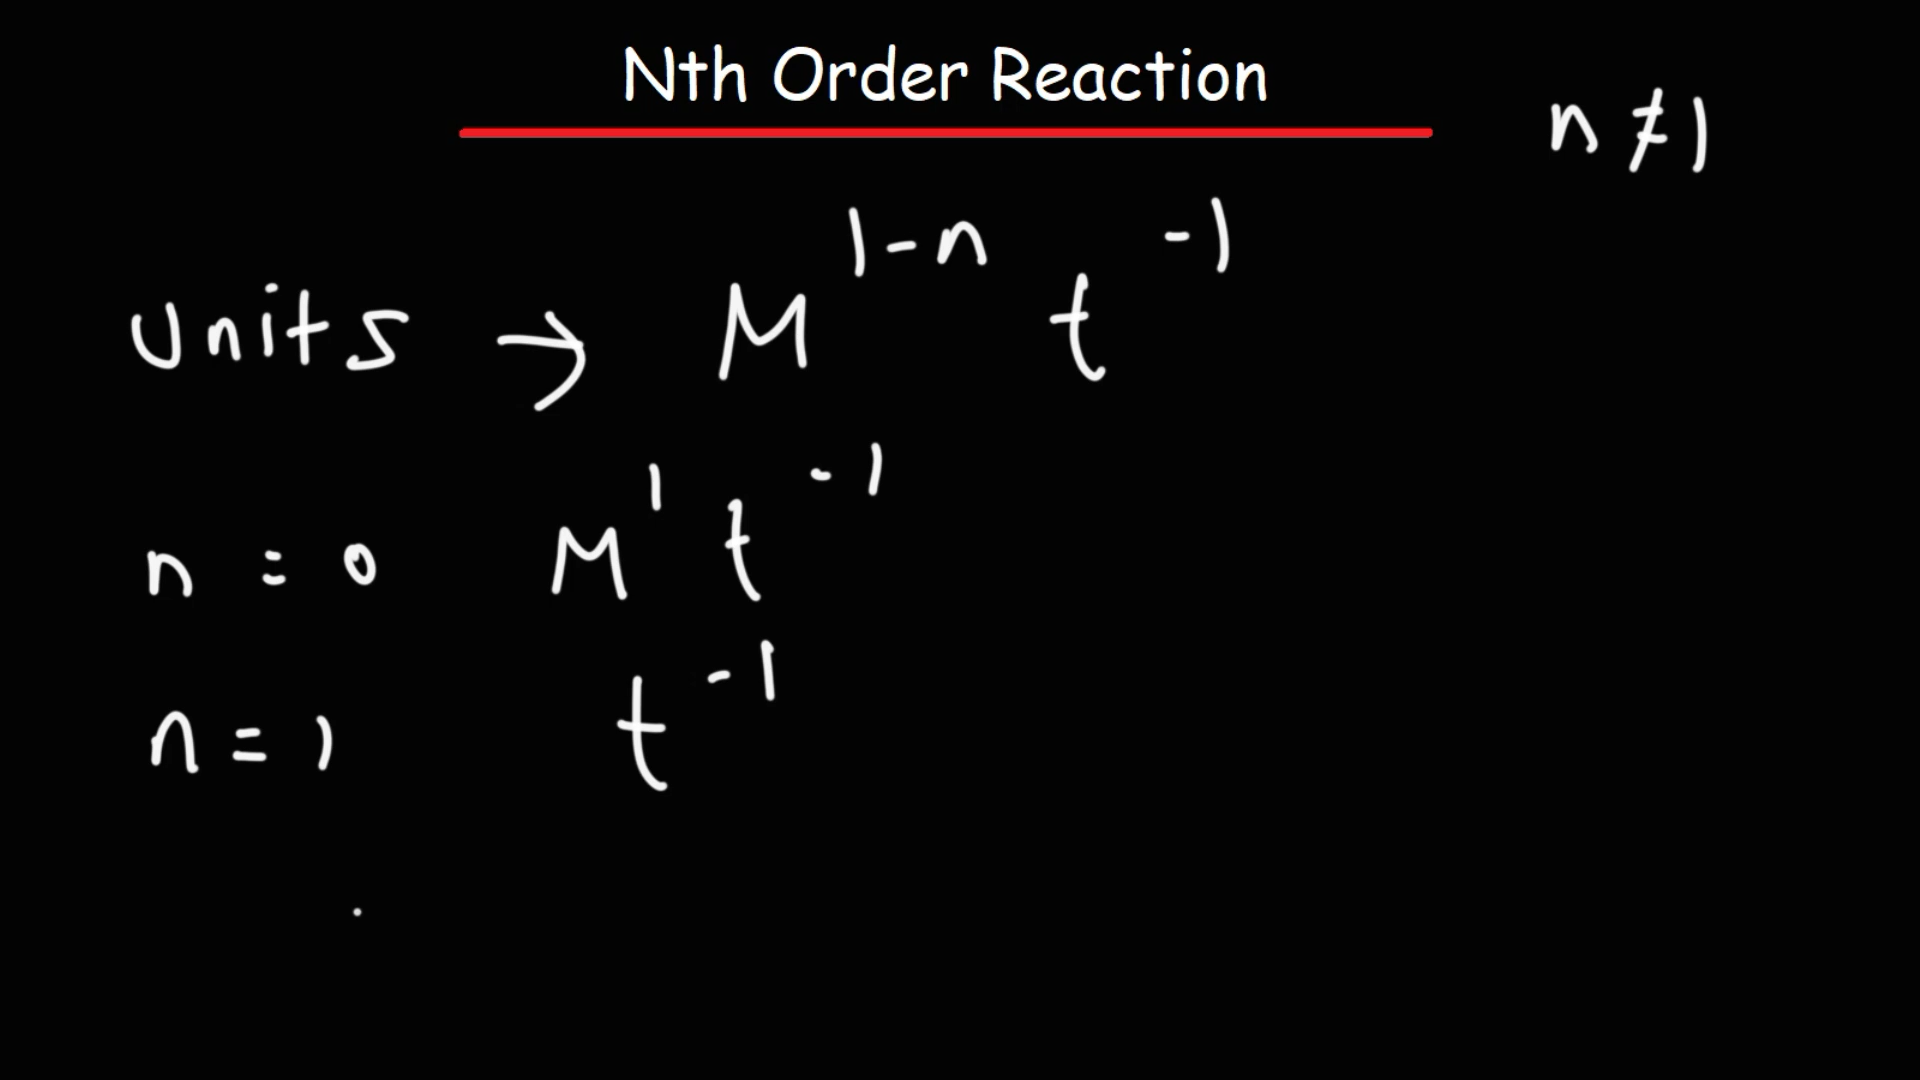 Nth Order Reaction
n ≠ 1
Units → M^1-n t^-1
n = 0 M^1 t^-1
n = 1 t^-1